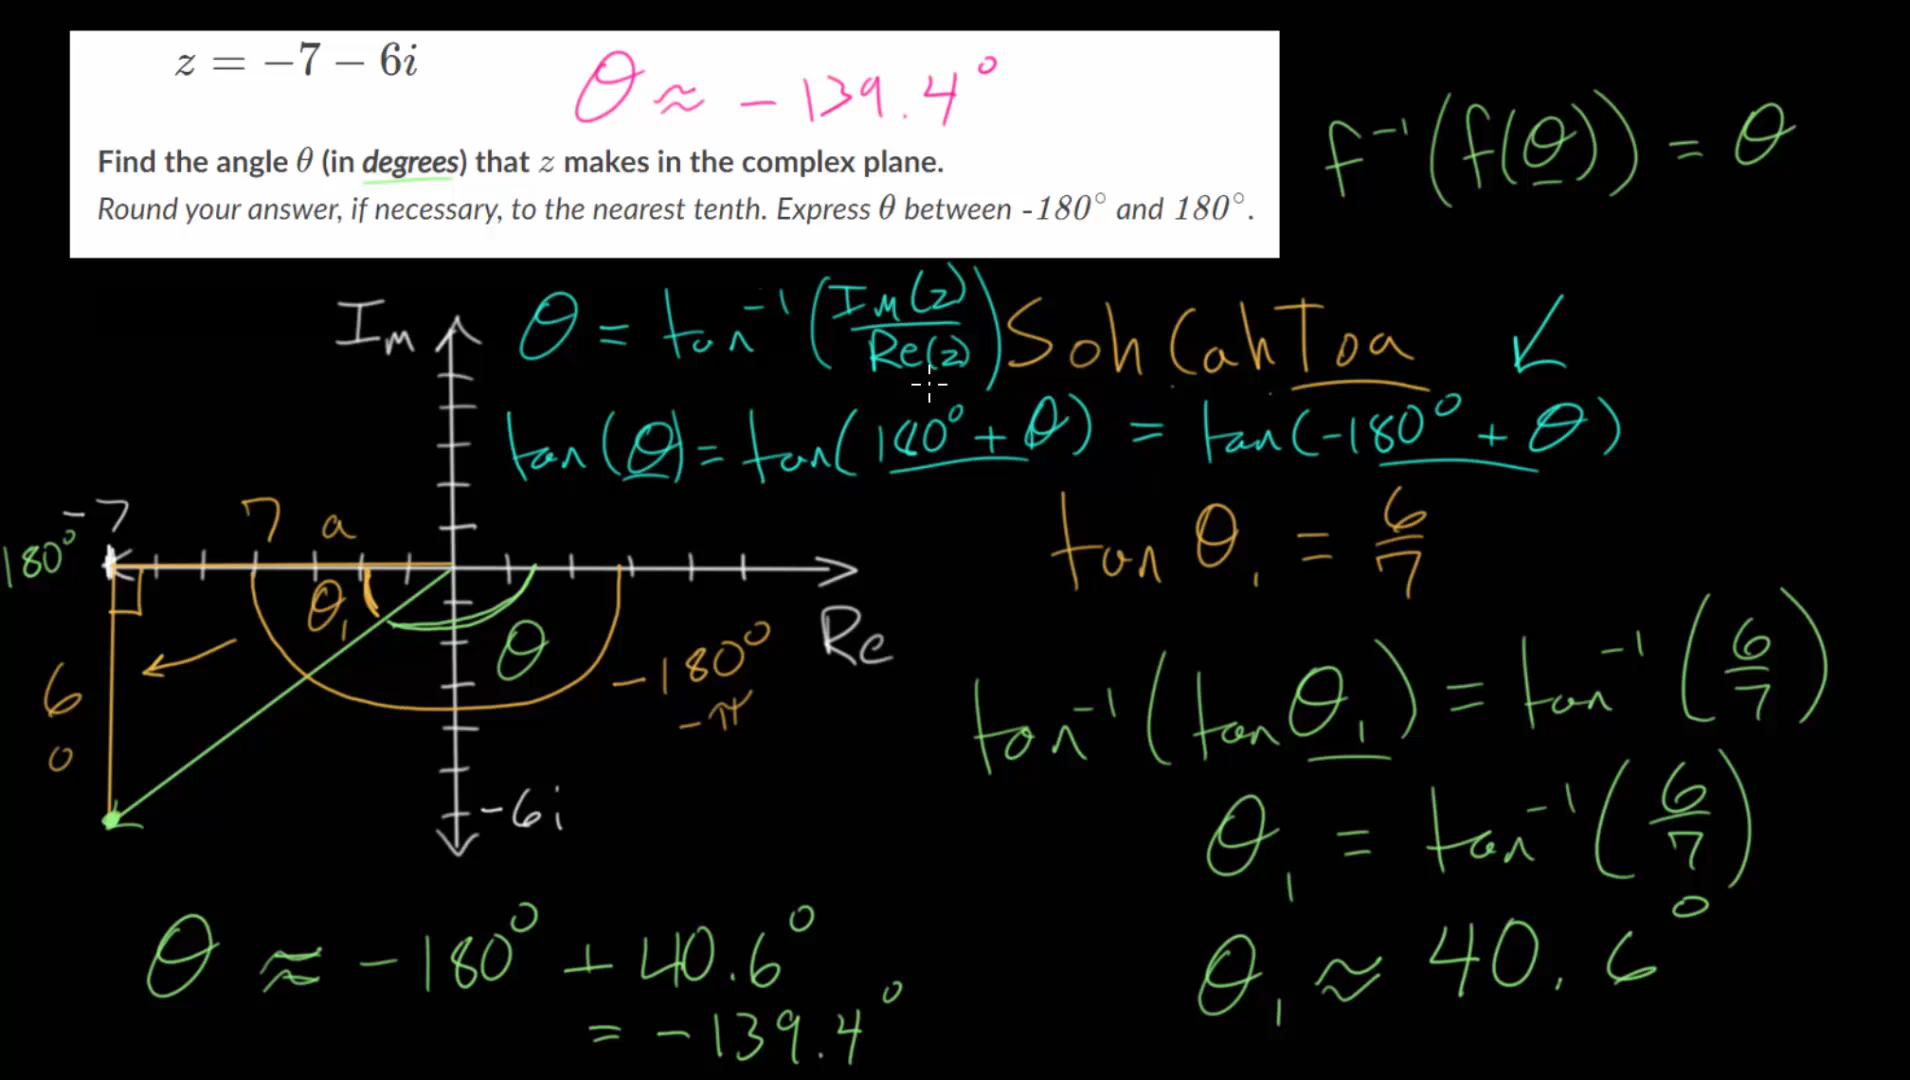 z = −7 − 6i
θ ≈ −139.4°
Find the angle θ (in degrees) that z makes in the complex plane.
Round your answer, if necessary, to the nearest tenth. Express θ between -180° and 180°.
f⁻¹(f(θ)) = θ
Im
θ = tan⁻¹(Im(z)/Re(z))
Soh Cah Toa
tan(θ) = tan(180° + θ) = tan(-180° + θ)
-7
7 a
180°
θ₁
θ
-180°
-π
Re
6
o
-6i
tan θ₁ = 6/7
tan⁻¹(tan θ₁) = tan⁻¹(6/7)
θ₁ = tan⁻¹(6/7)
θ₁ ≈ 40.6°
θ ≈ -180° + 40.6°
= -139.4°